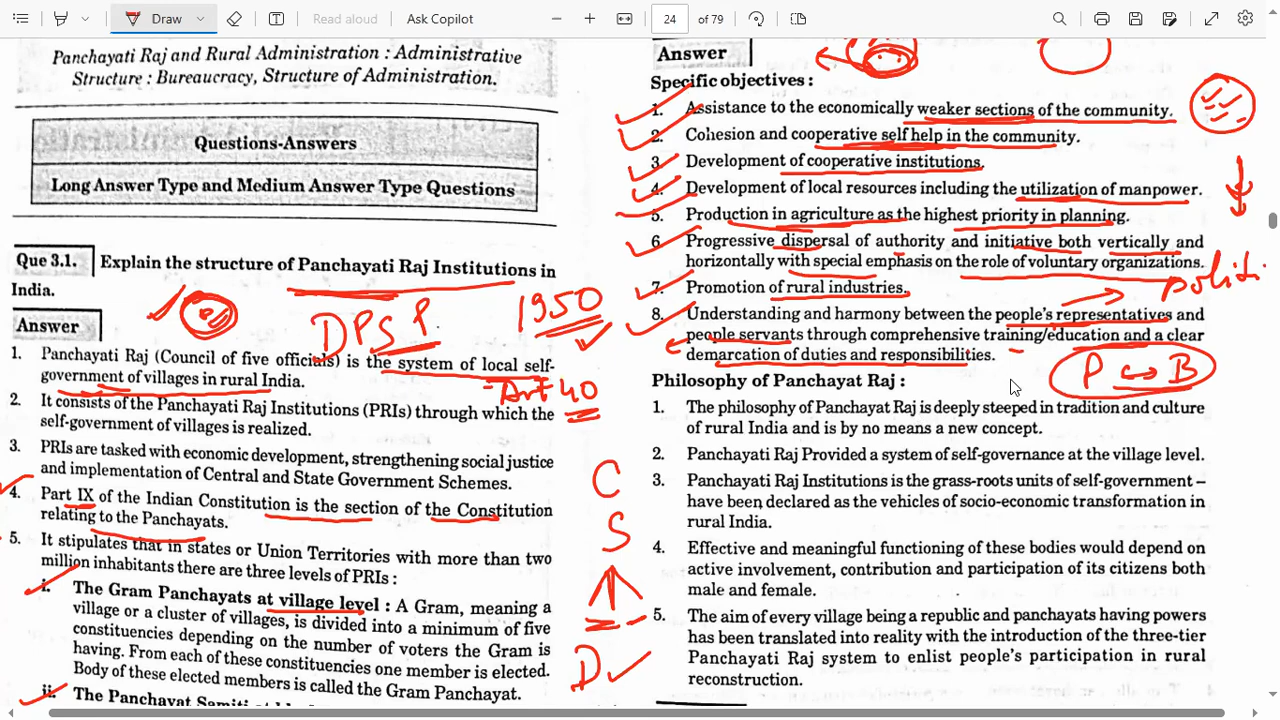 Draw
Read aloud
Ask Copilot
24
of 79
Panchayati Raj and Rural Administration : Administrative
Structure : Bureaucracy, Structure of Administration.
Questions-Answers
Long Answer Type and Medium Answer Type Questions
Que 3.1. Explain the structure of Panchayati Raj Institutions in
India.
1950
DPSP
Answer
1. Panchayati Raj (Council of five officials) is the system of local self-
government of villages in rural India.
Art 40
2. It consists of the Panchayati Raj Institutions (PRIs) through which the
self-government of villages is realized.
3. PRIs are tasked with economic development, strengthening social justice
and implementation of Central and State Government Schemes.
4. Part IX of the Indian Constitution is the section of the Constitution
relating to the Panchayats.
5. It stipulates that in states or Union Territories with more than two
million inhabitants there are three levels of PRIs :
i. The Gram Panchayats at village level : A Gram, meaning a
village or a cluster of villages, is divided into a minimum of five
constituencies depending on the number of voters the Gram is
having. From each of these constituencies one member is elected.
Body of these elected members is called the Gram Panchayat.
ii. The Panchayat Samiti at
C
S
D
Answer
Specific objectives :
1. Assistance to the economically weaker sections of the community.
2. Cohesion and cooperative self help in the community.
3. Development of cooperative institutions.
4. Development of local resources including the utilization of manpower.
5. Production in agriculture as the highest priority in planning.
6. Progressive dispersal of authority and initiative both vertically and
horizontally with special emphasis on the role of voluntary organizations.
7. Promotion of rural industries.
politi
8. Understanding and harmony between the people's representatives and
people servants through comprehensive training/education and a clear
demarcation of duties and responsibilities.
P ↔ B
Philosophy of Panchayat Raj :
1. The philosophy of Panchayat Raj is deeply steeped in tradition and culture
of rural India and is by no means a new concept.
2. Panchayati Raj Provided a system of self-governance at the village level.
3. Panchayati Raj Institutions is the grass-roots units of self-government –
have been declared as the vehicles of socio-economic transformation in
rural India.
4. Effective and meaningful functioning of these bodies would depend on
active involvement, contribution and participation of its citizens both
male and female.
5. The aim of every village being a republic and panchayats having powers
has been translated into reality with the introduction of the three-tier
Panchayati Raj system to enlist people's participation in rural
reconstruction.